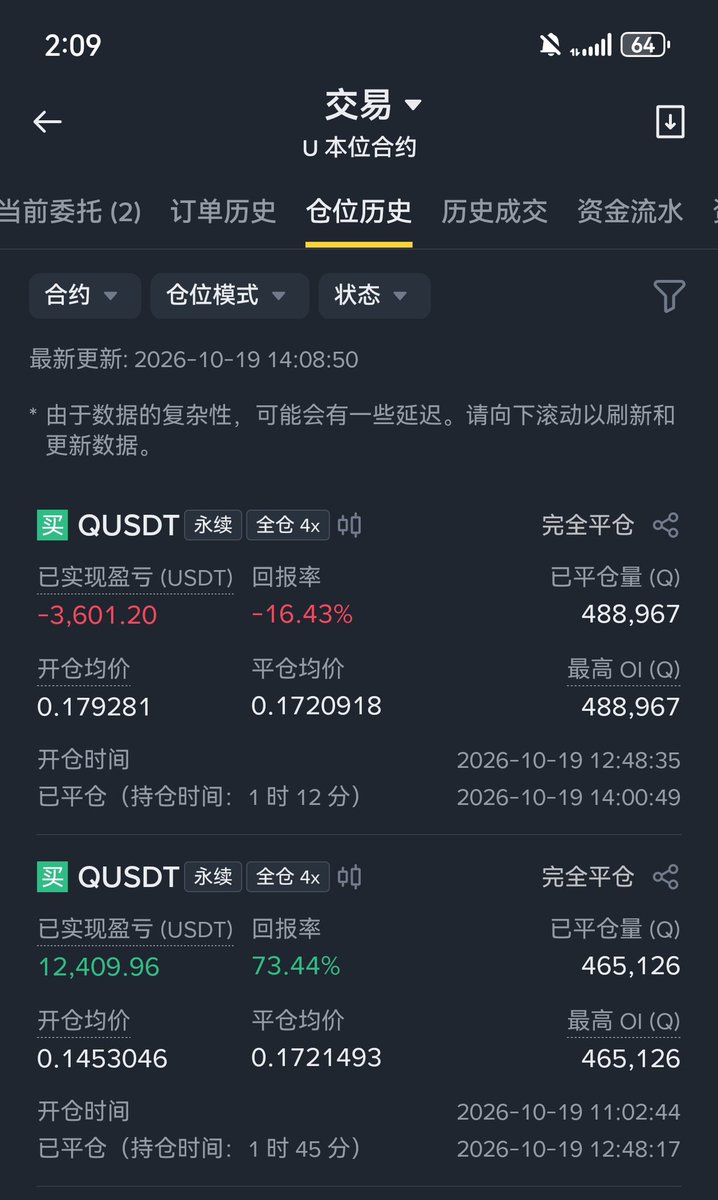 2:09
64
交易
U 本位合约
当前委托 (2) 订单历史 仓位历史 历史成交 资金流水
合约 仓位模式 状态
最新更新: 2026-10-19 14:08:50
* 由于数据的复杂性，可能会有一些延迟。请向下滚动以刷新和
更新数据。
买 QUSDT 永续 全仓 4x 完全平仓
已实现盈亏 (USDT) 回报率 已平仓量 (Q)
-3,601.20 -16.43% 488,967
开仓均价 平仓均价 最高 OI (Q)
0.179281 0.1720918 488,967
开仓时间 2026-10-19 12:48:35
已平仓（持仓时间: 1 时 12 分） 2026-10-19 14:00:49
买 QUSDT 永续 全仓 4x 完全平仓
已实现盈亏 (USDT) 回报率 已平仓量 (Q)
12,409.96 73.44% 465,126
开仓均价 平仓均价 最高 OI (Q)
0.1453046 0.1721493 465,126
开仓时间 2026-10-19 11:02:44
已平仓（持仓时间: 1 时 45 分） 2026-10-19 12:48:17